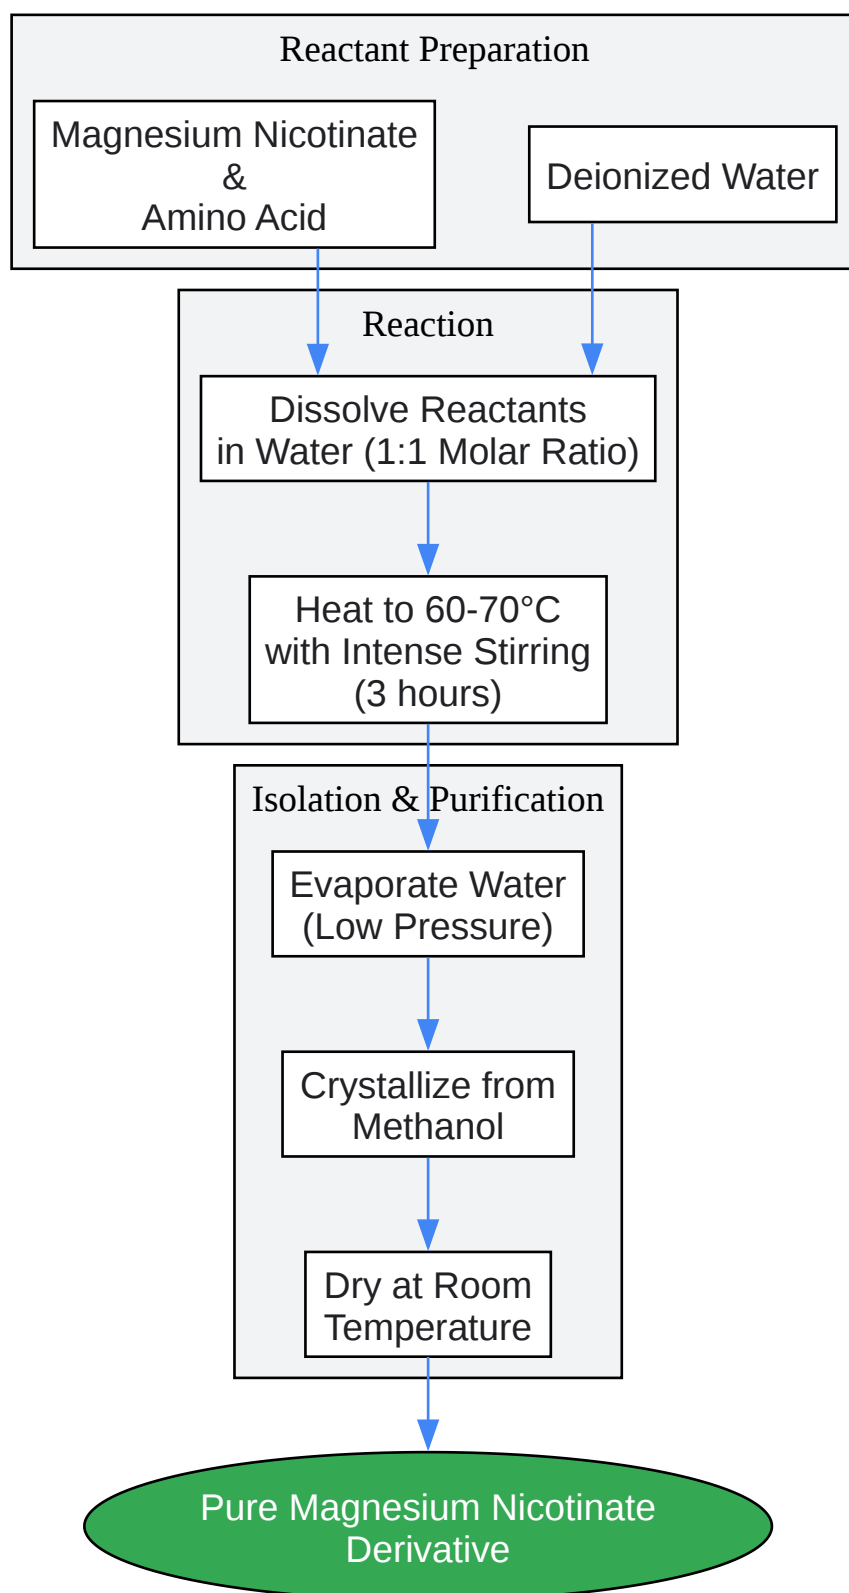 Reactant Preparation
Magnesium Nicotinate
&
Amino Acid
Deionized Water
Reaction
Dissolve Reactants
in Water (1:1 Molar Ratio)
Heat to 60-70°C
with Intense Stirring
(3 hours)
Isolation & Purification
Evaporate Water
(Low Pressure)
Crystallize from
Methanol
Dry at Room
Temperature
Pure Magnesium Nicotinate
Derivative